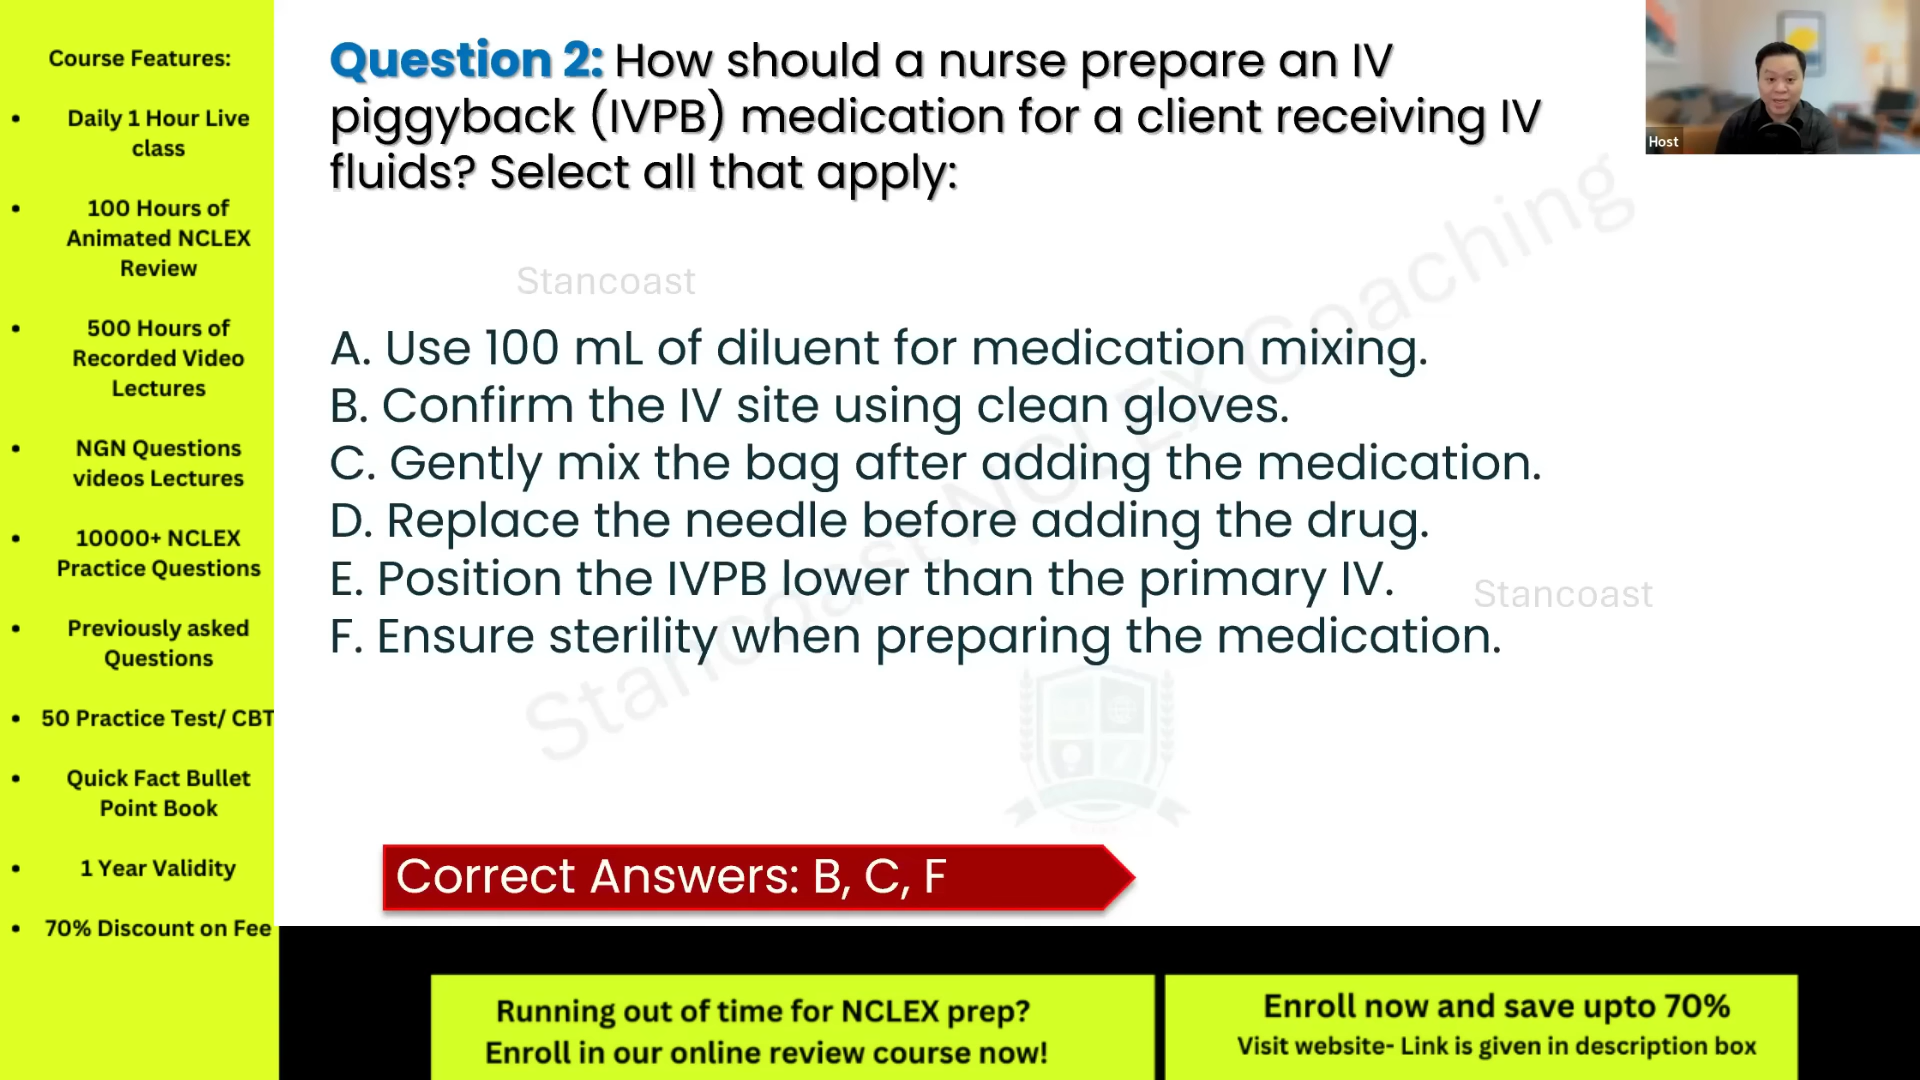 Course Features:
• Daily 1 Hour Live
class
• 100 Hours of
Animated NCLEX
Review
• 500 Hours of
Recorded Video
Lectures
• NGN Questions
videos Lectures
• 10000+ NCLEX
Practice Questions
• Previously asked
Questions
• 50 Practice Test/ CBT
• Quick Fact Bullet
Point Book
• 1 Year Validity
• 70% Discount on Fee
Question 2: How should a nurse prepare an IV
piggyback (IVPB) medication for a client receiving IV
fluids? Select all that apply:
Host
Stancoast
A. Use 100 mL of diluent for medication mixing.
B. Confirm the IV site using clean gloves.
C. Gently mix the bag after adding the medication.
D. Replace the needle before adding the drug.
E. Position the IVPB lower than the primary IV.
F. Ensure sterility when preparing the medication.
Stancoast
Stancoast NCLEX Coaching
Correct Answers: B, C, F
Running out of time for NCLEX prep?
Enroll in our online review course now!
Enroll now and save upto 70%
Visit website- Link is given in description box